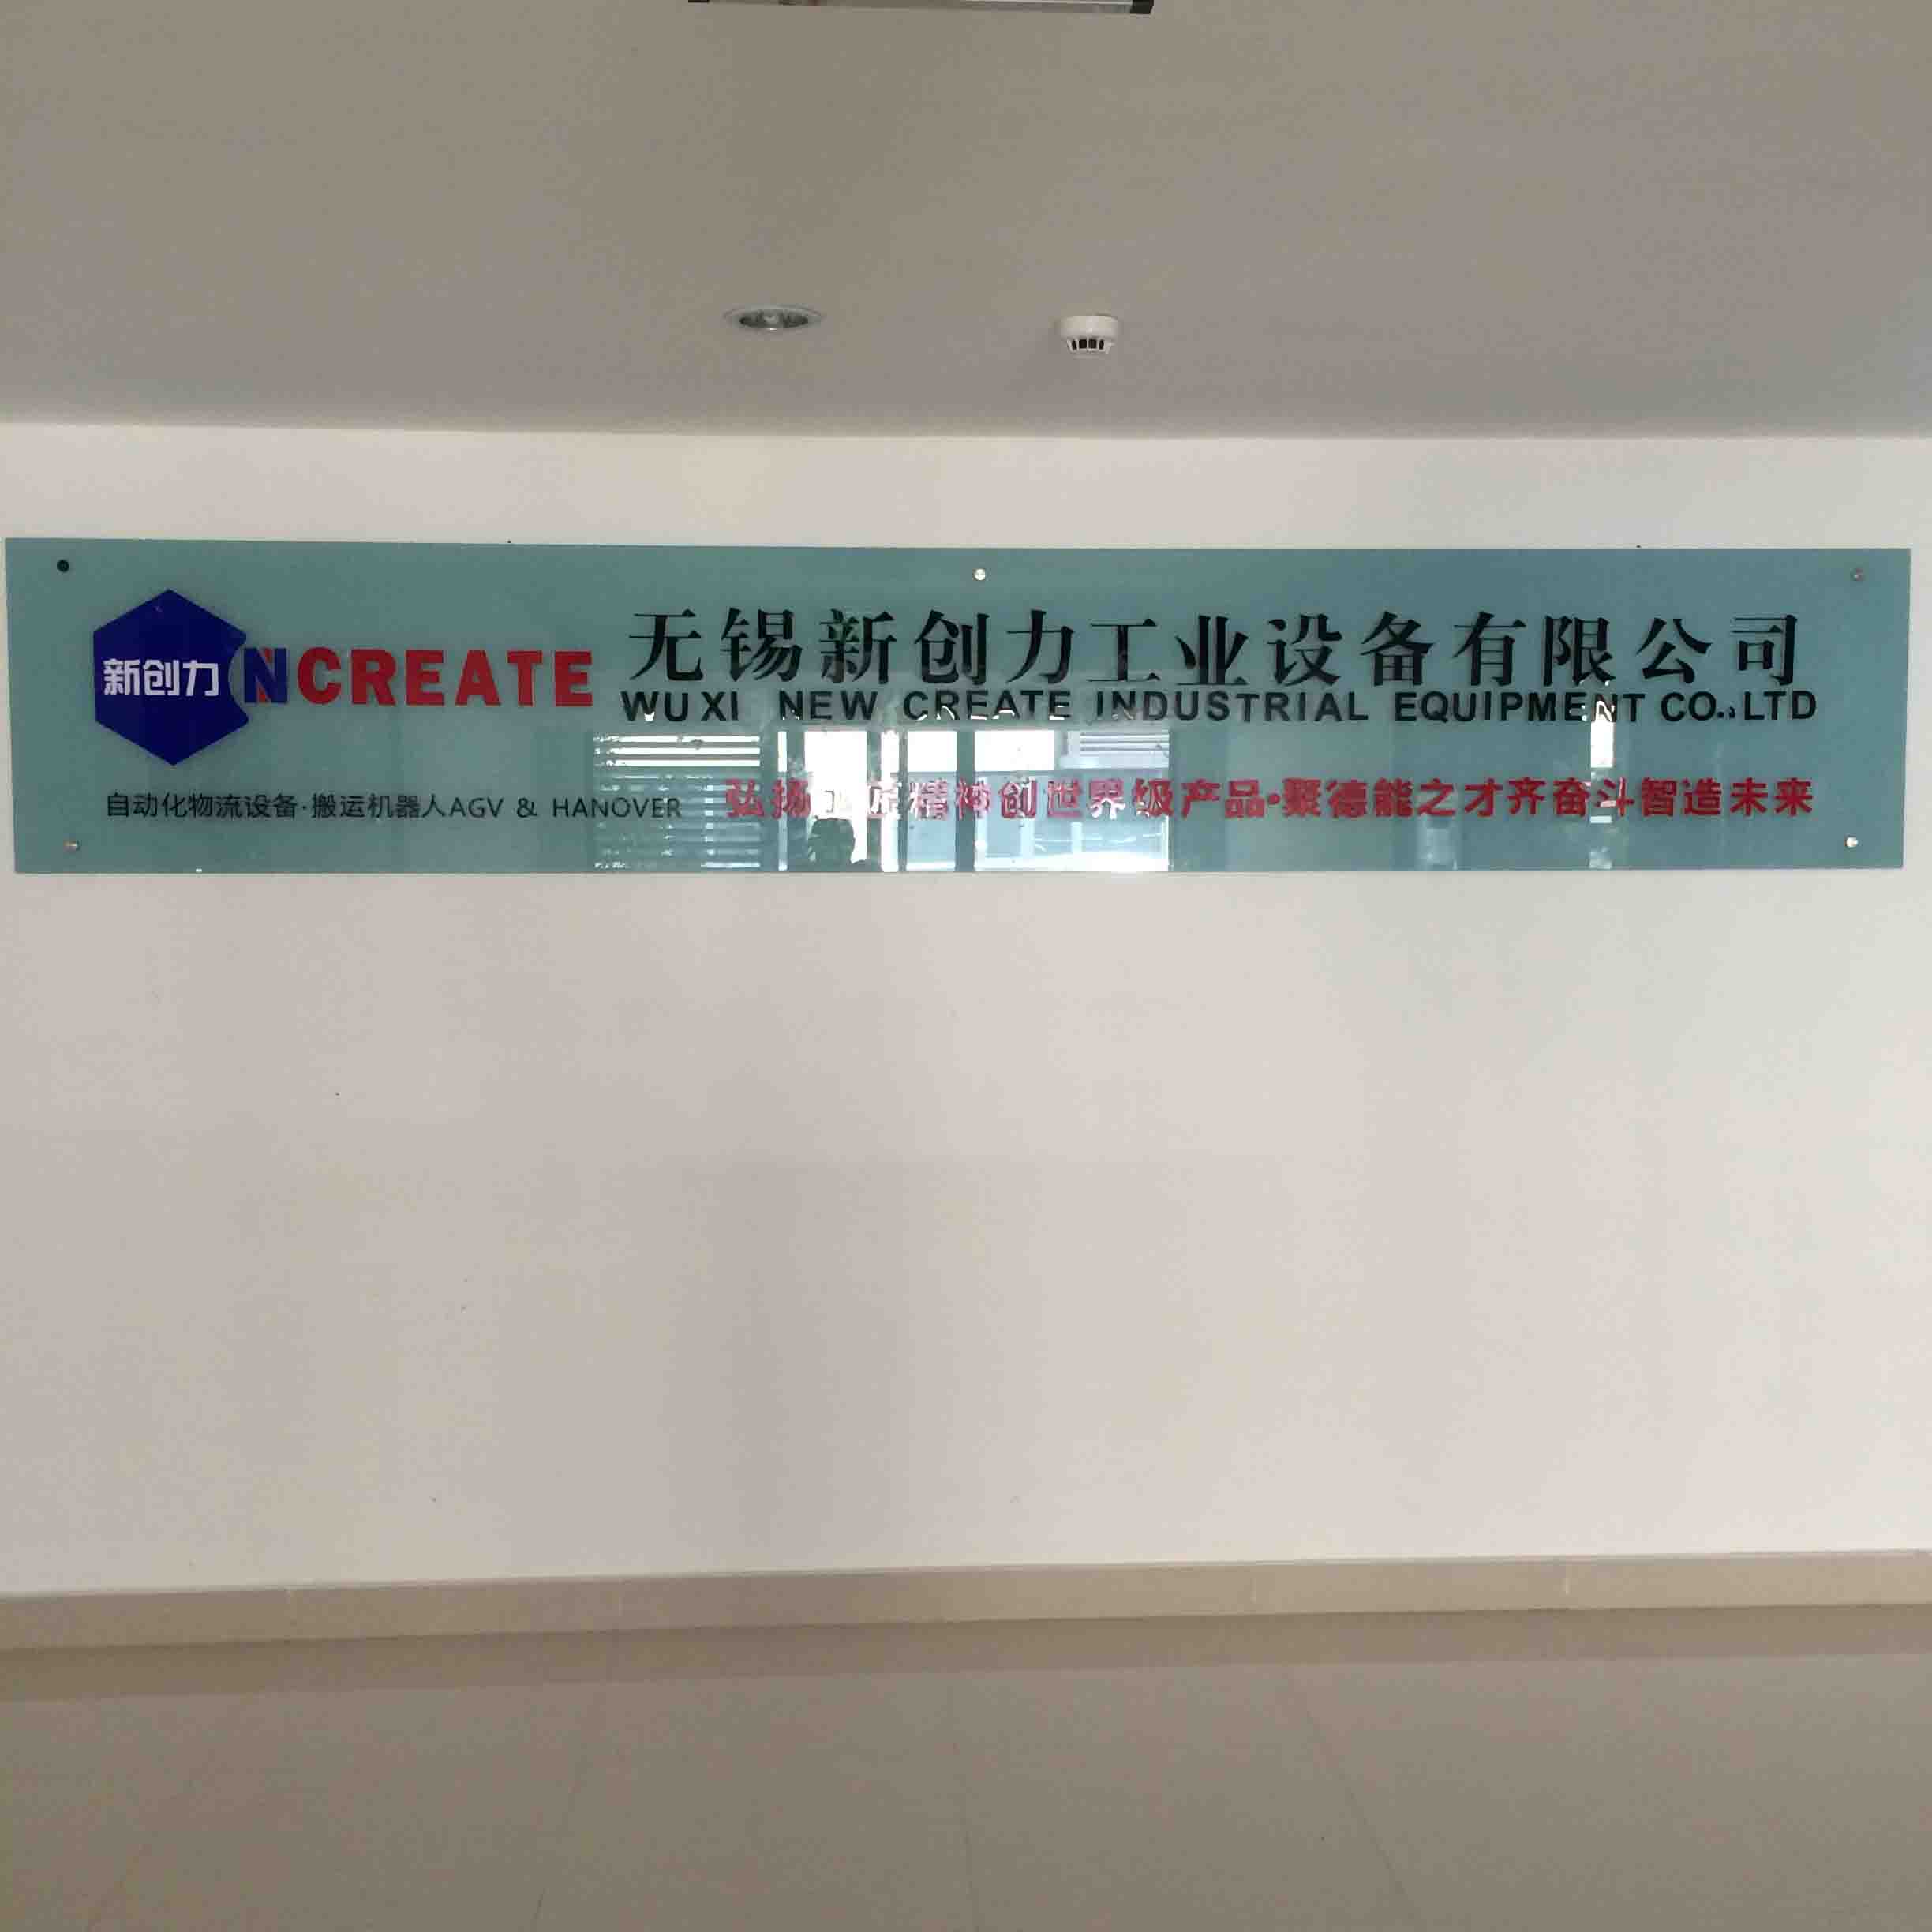 新创力 NCREATE
无锡新创力工业设备有限公司
WUXI NEW CREATE INDUSTRIAL EQUIPMENT CO.,LTD
自动化物流设备·搬运机器人AGV & HANOVER
弘扬工匠精神创世界级产品·聚德能之才齐奋斗智造未来